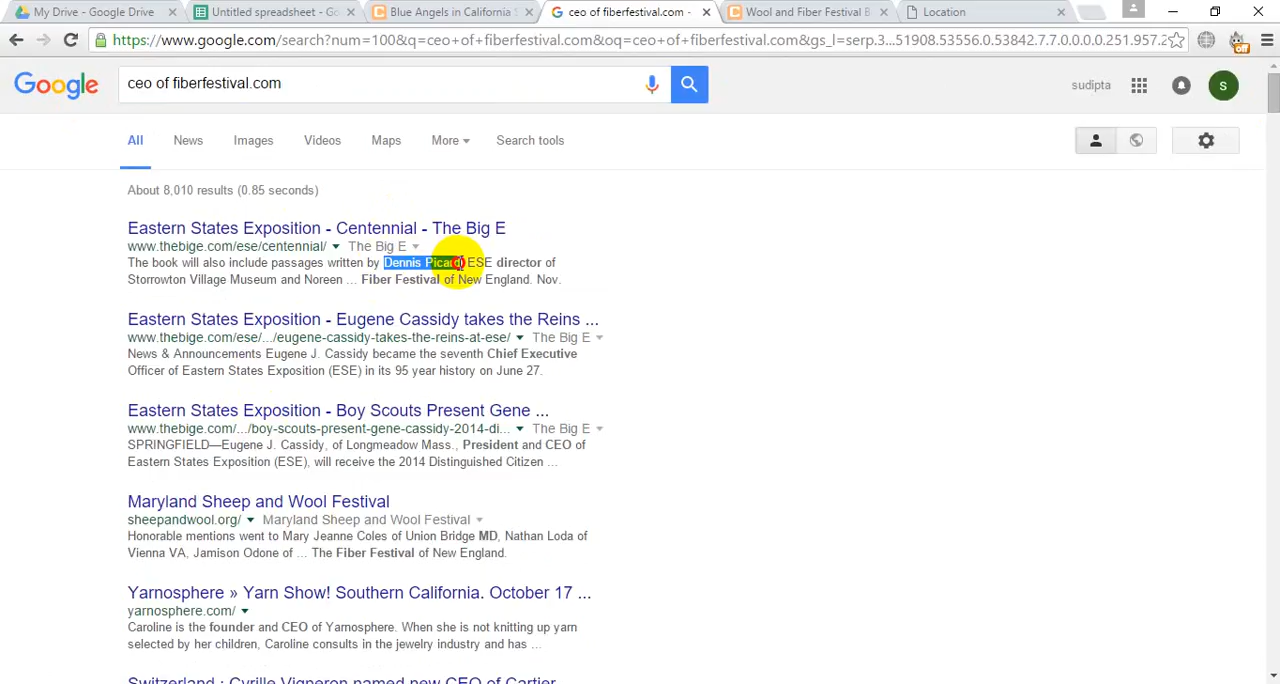 My Drive - Google Drive
Untitled spreadsheet - Go
Blue Angels in California S
ceo of fiberfestival.com -
Wool and Fiber Festival B
Location
https://www.google.com/search?num=100&q=ceo+of+fiberfestival.com&oq=ceo+of+fiberfestival.com&gs_l=serp.3...51908.53556.0.53842.7.7.0.0.0.0.251.957.2
off
Google
ceo of fiberfestival.com
sudipta
S
All News Images Videos Maps More Search tools
About 8,010 results (0.85 seconds)
Eastern States Exposition - Centennial - The Big E
www.thebige.com/ese/centennial/ The Big E
The book will also include passages written by Dennis Picard ESE director of
Storrowton Village Museum and Noreen ... Fiber Festival of New England. Nov.
Eastern States Exposition - Eugene Cassidy takes the Reins ...
www.thebige.com/ese/.../eugene-cassidy-takes-the-reins-at-ese/ The Big E
News & Announcements Eugene J. Cassidy became the seventh Chief Executive
Officer of Eastern States Exposition (ESE) in its 95 year history on June 27.
Eastern States Exposition - Boy Scouts Present Gene ...
www.thebige.com/.../boy-scouts-present-gene-cassidy-2014-di... The Big E
SPRINGFIELD—Eugene J. Cassidy, of Longmeadow Mass., President and CEO of
Eastern States Exposition (ESE), will receive the 2014 Distinguished Citizen ...
Maryland Sheep and Wool Festival
sheepandwool.org/ Maryland Sheep and Wool Festival
Honorable mentions went to Mary Jeanne Coles of Union Bridge MD, Nathan Loda of
Vienna VA, Jamison Odone of ... The Fiber Festival of New England.
Yarnosphere » Yarn Show! Southern California. October 17 ...
yarnosphere.com/
Caroline is the founder and CEO of Yarnosphere. When she is not knitting up yarn
selected by her children, Caroline consults in the jewelry industry and has ...
Switzerland : Cyrille Vigneron named new CEO of Cartier